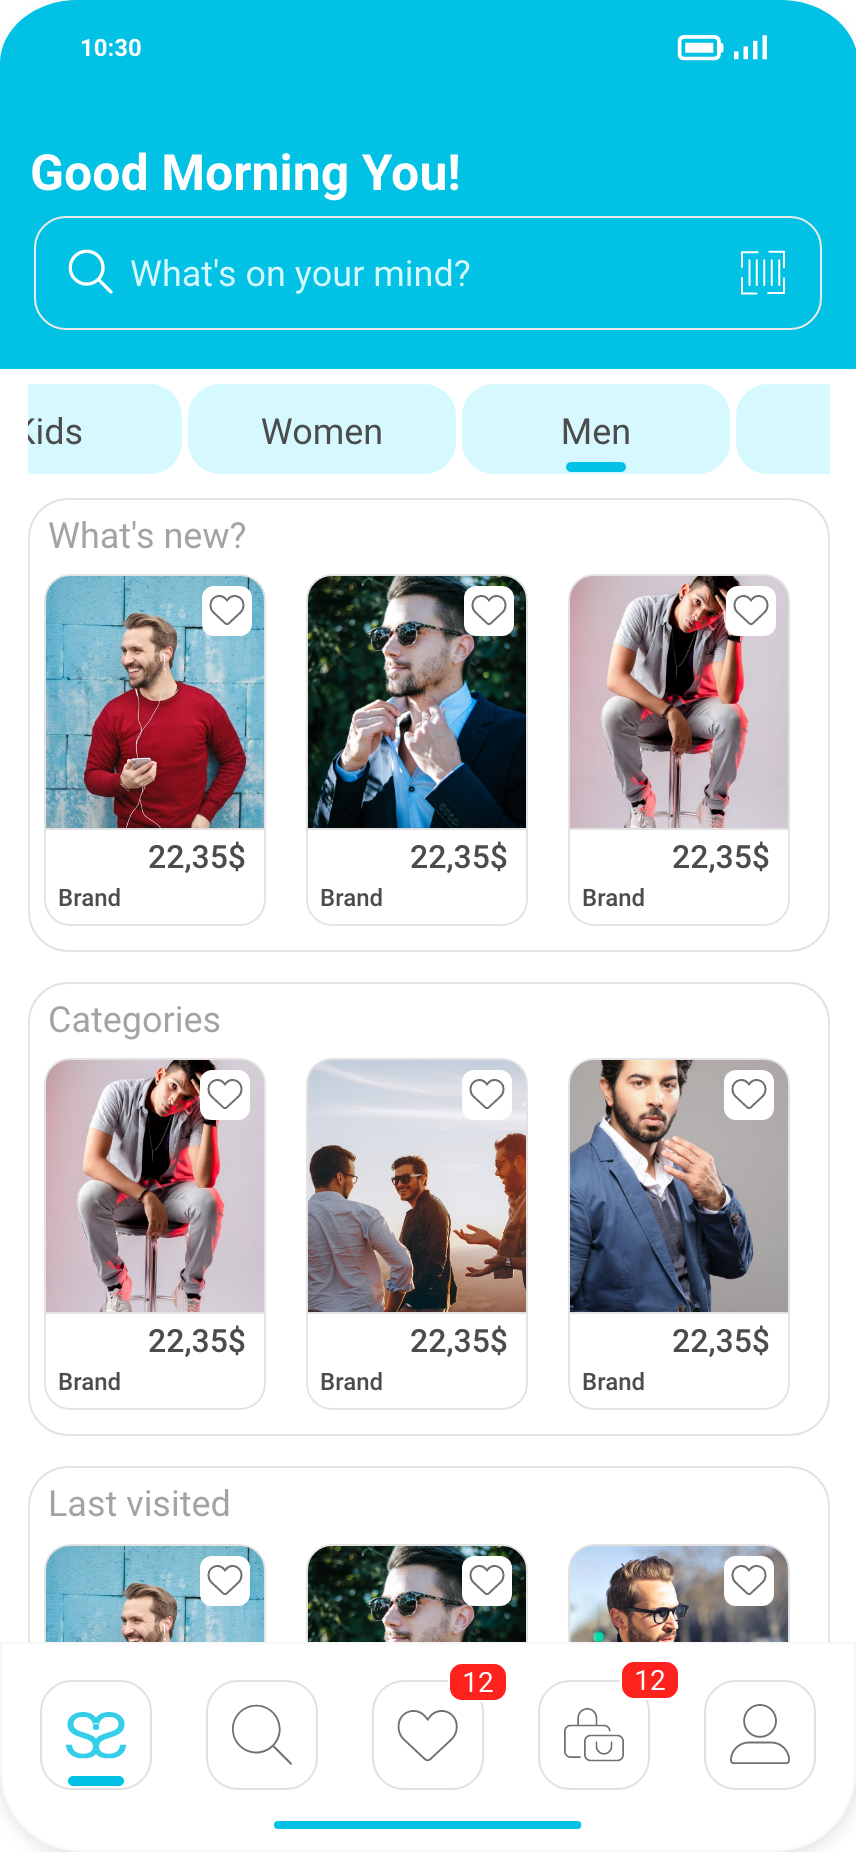 10:30
Good Morning You!
What's on your mind?
Kids
Women
Men
What's new?
22,35$
Brand
22,35$
Brand
22,35$
Brand
Categories
22,35$
Brand
22,35$
Brand
22,35$
Brand
Last visited
12
12